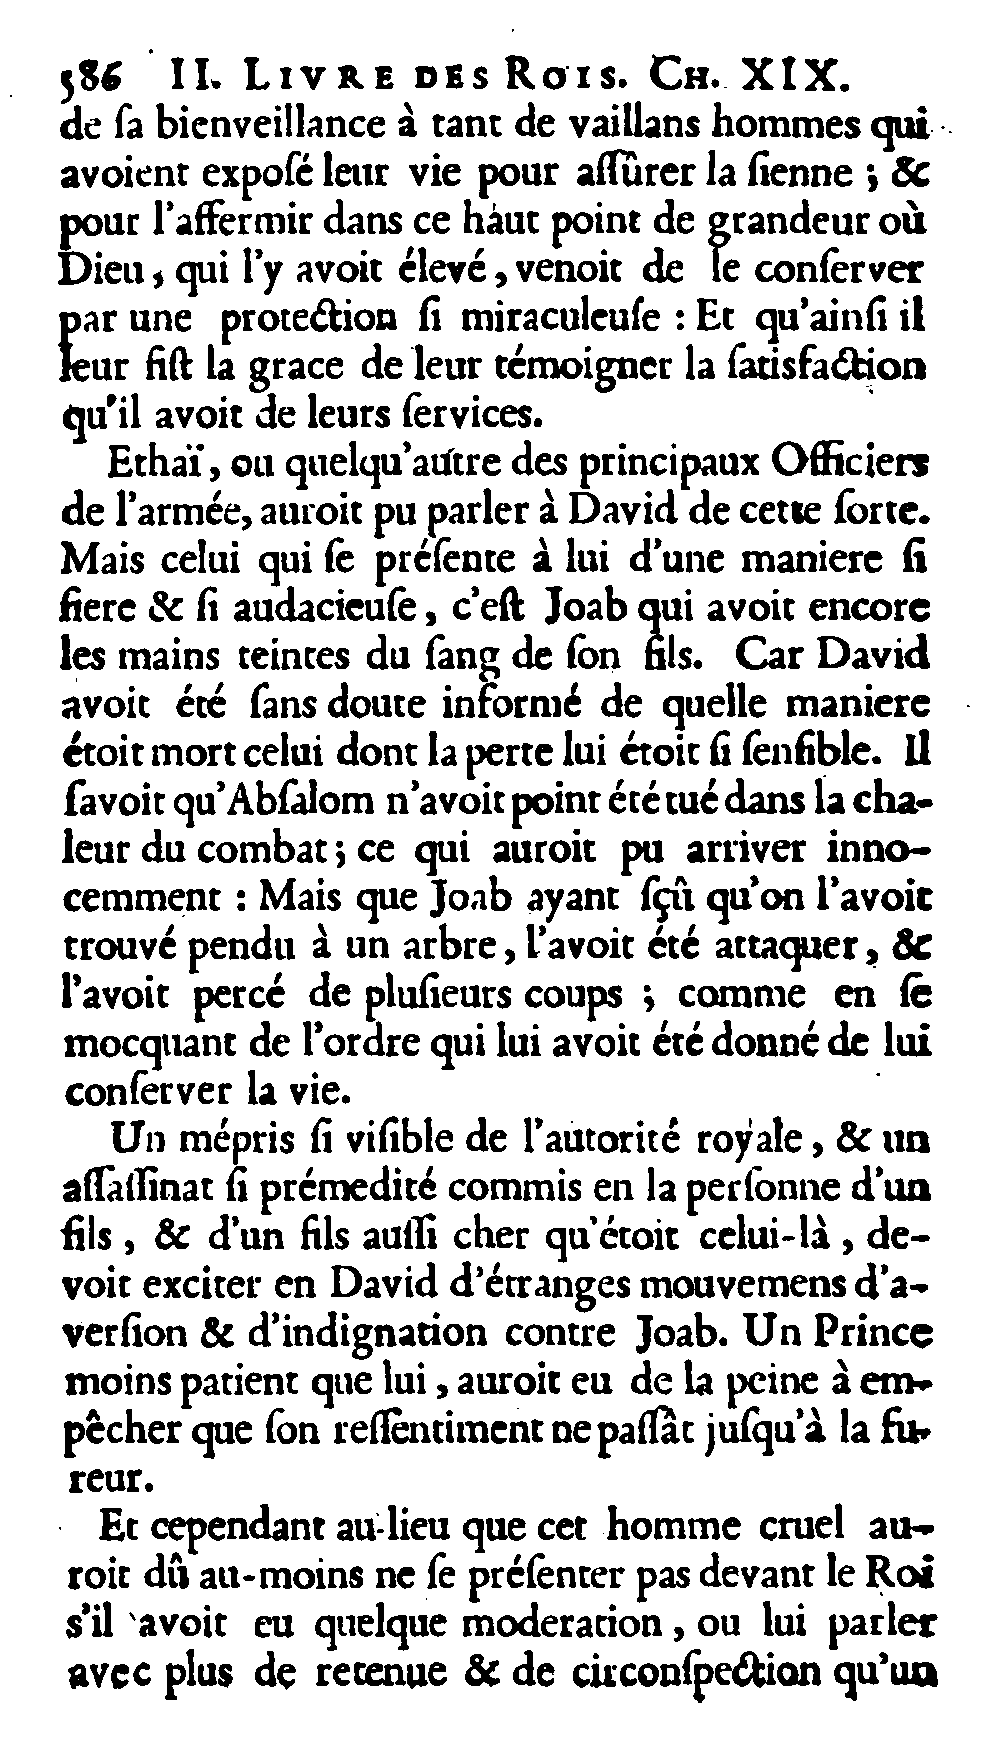 586 II. LIVRE DES ROIS. CH. XIX.
de ſa bienveillance à tant de vaillans hommes qui
avoient expoſé leur vie pour aſſûrer la ſienne ; &
pour l'affermir dans ce haut point de grandeur où
Dieu, qui l'y avoit élevé, venoit de le conſerver
par une protection ſi miraculeuſe : Et qu'ainſi il
leur fiſt la grace de leur témoigner la ſatisfaction
qu'il avoit de leurs ſervices.
Ethaï, ou quelqu'autre des principaux Officiers
de l'armée, auroit pu parler à David de cette ſorte.
Mais celui qui ſe préſente à lui d'une maniere ſi
fiere & ſi audacieuſe, c'eſt Joab qui avoit encore
les mains teintes du ſang de ſon fils. Car David
avoit été ſans doute informé de quelle maniere
étoit mort celui dont la perte lui étoit ſi ſenſible. Il
ſavoit qu'Abſalom n'avoit point été tué dans la cha-
leur du combat ; ce qui auroit pu arriver inno-
cemment : Mais que Joab ayant ſçû qu'on l'avoit
trouvé pendu à un arbre, l'avoit été attaquer, &
l'avoit percé de pluſieurs coups ; comme en ſe
mocquant de l'ordre qui lui avoit été donné de lui
conſerver la vie.
Un mépris ſi viſible de l'autorité royale, & un
aſſaſſinat ſi prémedité commis en la perſonne d'un
fils, & d'un fils auſſi cher qu'étoit celui-là, de-
voit exciter en David d'étranges mouvemens d'a-
verſion & d'indignation contre Joab. Un Prince
moins patient que lui, auroit eu de la peine à em-
pêcher que ſon reſſentiment ne paſſât juſqu'à la fu-
reur.
Et cependant au-lieu que cet homme cruel au-
roit dû au-moins ne ſe préſenter pas devant le Roi
s'il avoit eu quelque moderation, ou lui parler
avec plus de retenue & de circonſpection qu'un